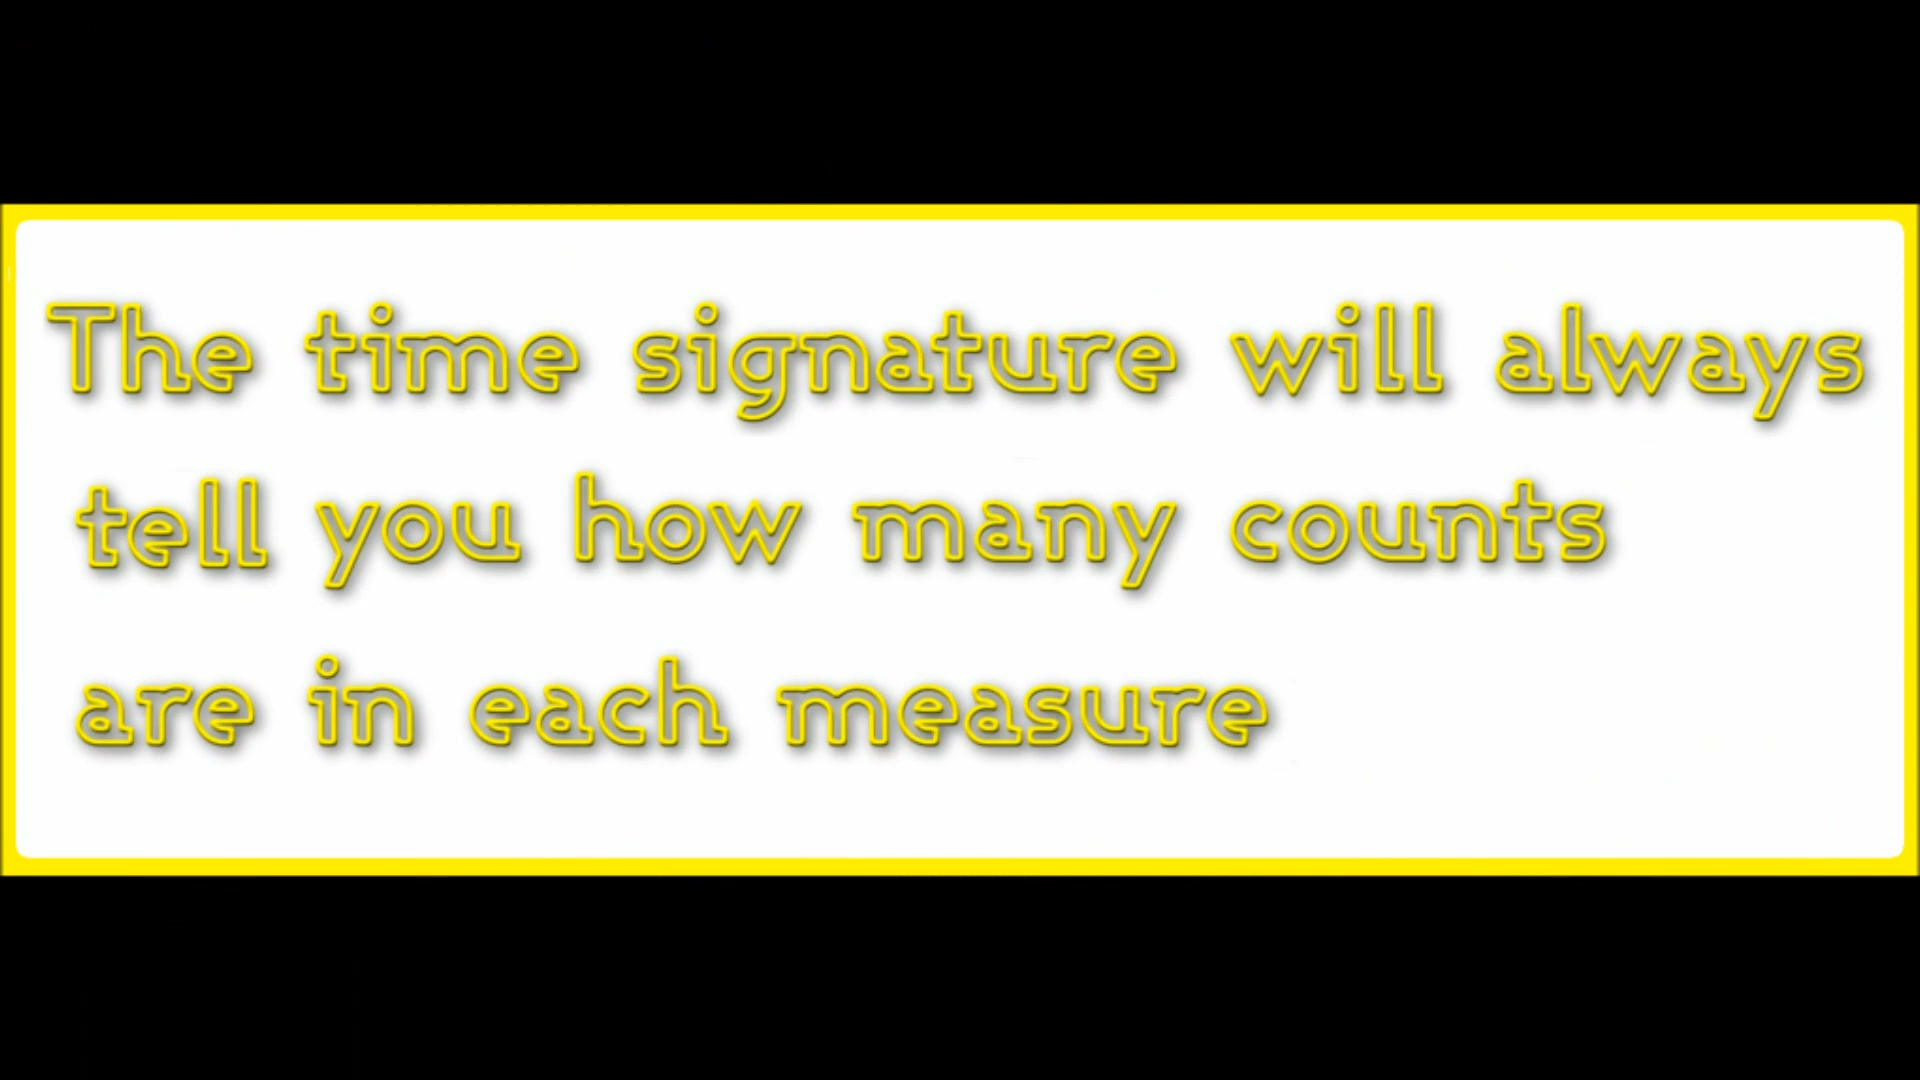 The time signature will always
tell you how many counts
are in each measure